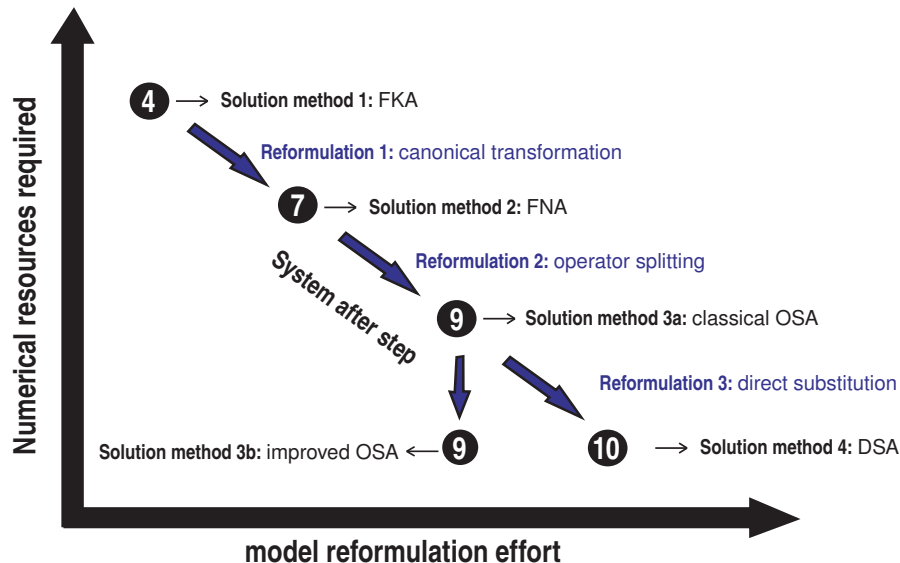 Numerical resources required
4
Solution method 1: FKA
Reformulation 1: canonical transformation
7
Solution method 2: FNA
Reformulation 2: operator splitting
System after step
9
Solution method 3a: classical OSA
Reformulation 3: direct substitution
Solution method 3b: improved OSA
9
10
Solution method 4: DSA
model reformulation effort